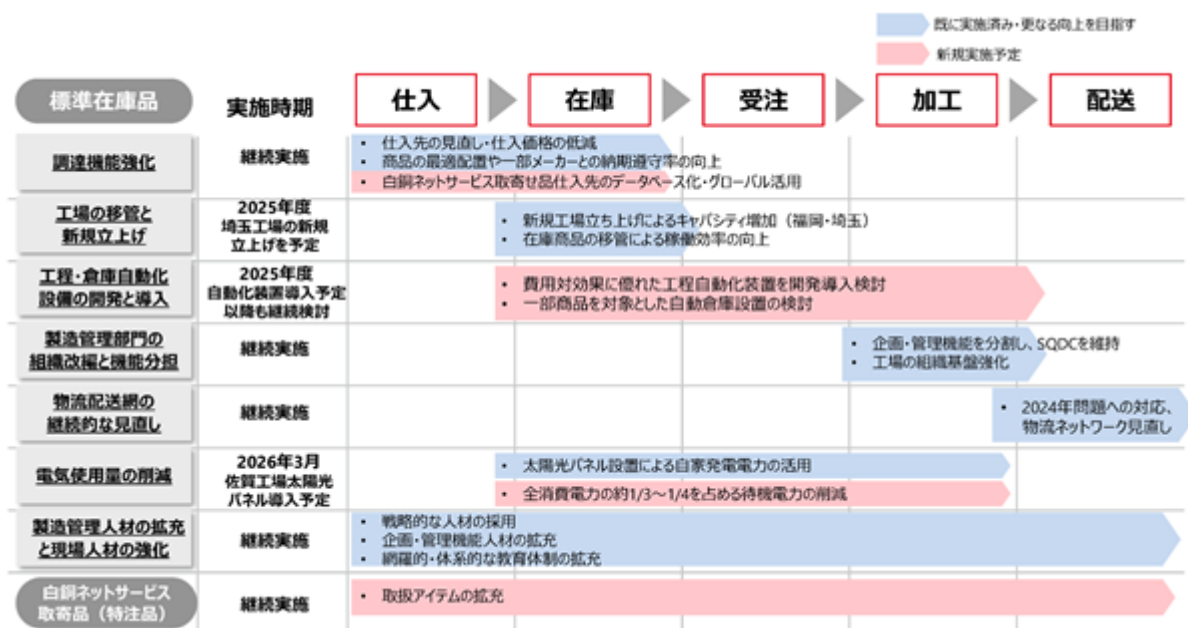 既に実施済み・更なる向上を目指す
新規実施予定
標準在庫品
実施時期
仕入
在庫
受注
加工
配送
調達機能強化
継続実施
• 仕入先の見直し・仕入価格の低減
• 商品の最適配置や一部メーカーとの納期遵守率の向上
• 白銅ネットサービス取寄せ品仕入先のデータベース化・グローバル活用
工場の移管と
新規立上げ
2025年度
埼玉工場の新規
立上げを予定
• 新規工場立ち上げによるキャパシティ増加（福岡・埼玉）
• 在庫商品の移管による稼働効率の向上
工程・倉庫自動化
設備の開発と導入
2025年度
自動化装置導入予定
以降も継続検討
• 費用対効果に優れた工程自動化装置を開発導入検討
• 一部商品を対象とした自動倉庫設置の検討
製造管理部門の
組織改編と機能分担
継続実施
• 企画・管理機能を分割し、SQDCを維持
• 工場の組織基盤強化
物流配送網の
継続的な見直し
継続実施
• 2024年問題への対応、
物流ネットワーク見直し
電気使用量の削減
2026年3月
佐賀工場太陽光
パネル導入予定
• 太陽光パネル設置による自家発電電力の活用
• 全消費電力の約1/3～1/4を占める待機電力の削減
製造管理人材の拡充
と現場人材の強化
継続実施
• 戦略的な人材の採用
• 企画・管理機能人材の拡充
• 網羅的・体系的な教育体制の拡充
白銅ネットサービス
取寄品（特注品）
継続実施
• 取扱アイテムの拡充